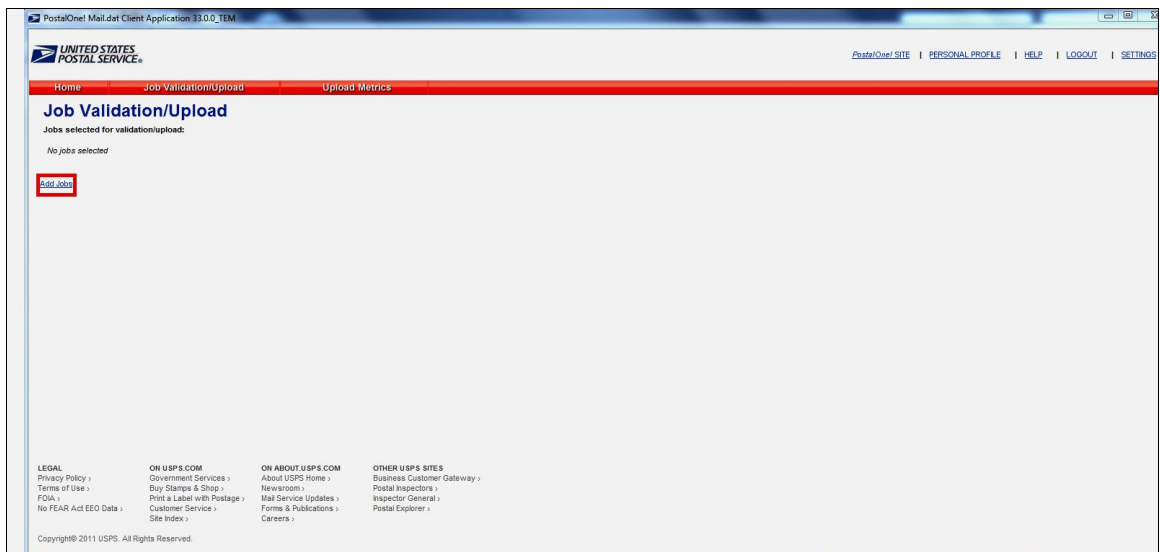 PostalOne! Mail.dat Client Application 33.0.0_TEM
UNITED STATES
POSTAL SERVICE®
PostalOne! SITE | PERSONAL PROFILE | HELP | LOGOUT | SETTINGS
Home Job Validation/Upload Upload Metrics
Job Validation/Upload
Jobs selected for validation/upload:
No jobs selected
Add Jobs
LEGAL
Privacy Policy ›
Terms of Use ›
FOIA ›
No FEAR Act EEO Data ›
ON USPS.COM
Government Services ›
Buy Stamps & Shop ›
Print a Label with Postage ›
Customer Service ›
Site Index ›
ON ABOUT.USPS.COM
About USPS Home ›
Newsroom ›
Mail Service Updates ›
Forms & Publications ›
Careers ›
OTHER USPS SITES
Business Customer Gateway ›
Postal Inspectors ›
Inspector General ›
Postal Explorer ›
Copyright© 2011 USPS. All Rights Reserved.